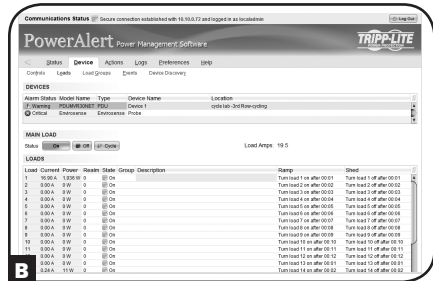 Communications Status Secure connection established with 10.10.0.72 and logged in as localadmin Log Out
PowerAlert Power Management Software TRIPP·LITE
Status Device Actions Logs Preferences Help
Controls Loads Load Groups Events Device Discovery
DEVICES
Alarm Status Model Name Type Device Name Location
Warning PDUMVR30NET PDU Device 1 cycle lab -3rd Row-cycling
Critical Envirosense Envirosense Probe
MAIN LOAD
Status On Off Cycle Load Amps: 19.5
LOADS
Load Current Power Realm State Group Description Ramp Shed
1 16.90 A 1,938 W 0 On Turn load 1 on after 00:01 Turn load 1 off after 00:01
2 0.00 A 0 W 0 On Turn load 2 on after 00:02 Turn load 2 off after 00:02
3 0.00 A 0 W 0 On Turn load 3 on after 00:03 Turn load 3 off after 00:03
4 0.00 A 0 W 0 On Turn load 4 on after 00:04 Turn load 4 off after 00:04
5 0.00 A 0 W 0 On Turn load 5 on after 00:05 Turn load 5 off after 00:05
6 0.00 A 0 W 0 On Turn load 6 on after 00:06 Turn load 6 off after 00:06
7 0.00 A 0 W 0 On Turn load 7 on after 00:07 Turn load 7 off after 00:07
8 0.00 A 0 W 0 On Turn load 8 on after 00:08 Turn load 8 off after 00:08
9 0.00 A 0 W 0 On Turn load 9 on after 00:09 Turn load 9 off after 00:09
10 0.00 A 0 W 0 On Turn load 10 on after 00:10 Turn load 10 off after 00:10
11 0.00 A 0 W 0 On Turn load 11 on after 00:11 Turn load 11 off after 00:11
12 0.00 A 0 W 0 On Turn load 12 on after 00:12 Turn load 12 off after 00:12
13 0.00 A 0 W 0 On Turn load 13 on after 00:01 Turn load 13 off after 00:01
14 0.24 A 11 W 0 On Turn load 14 on after 00:02 Turn load 14 off after 00:02
B